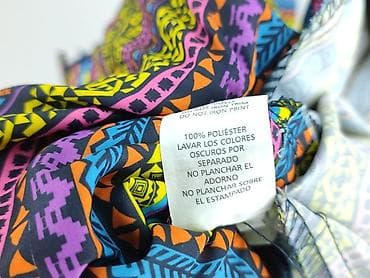 DO NOT IRON PRINT
100% POLIÉSTER
LAVAR LOS COLORES
OSCUROS POR
SEPARADO
NO PLANCHAR EL
ADORNO
NO PLANCHAR SOBRE
EL ESTAMPADO